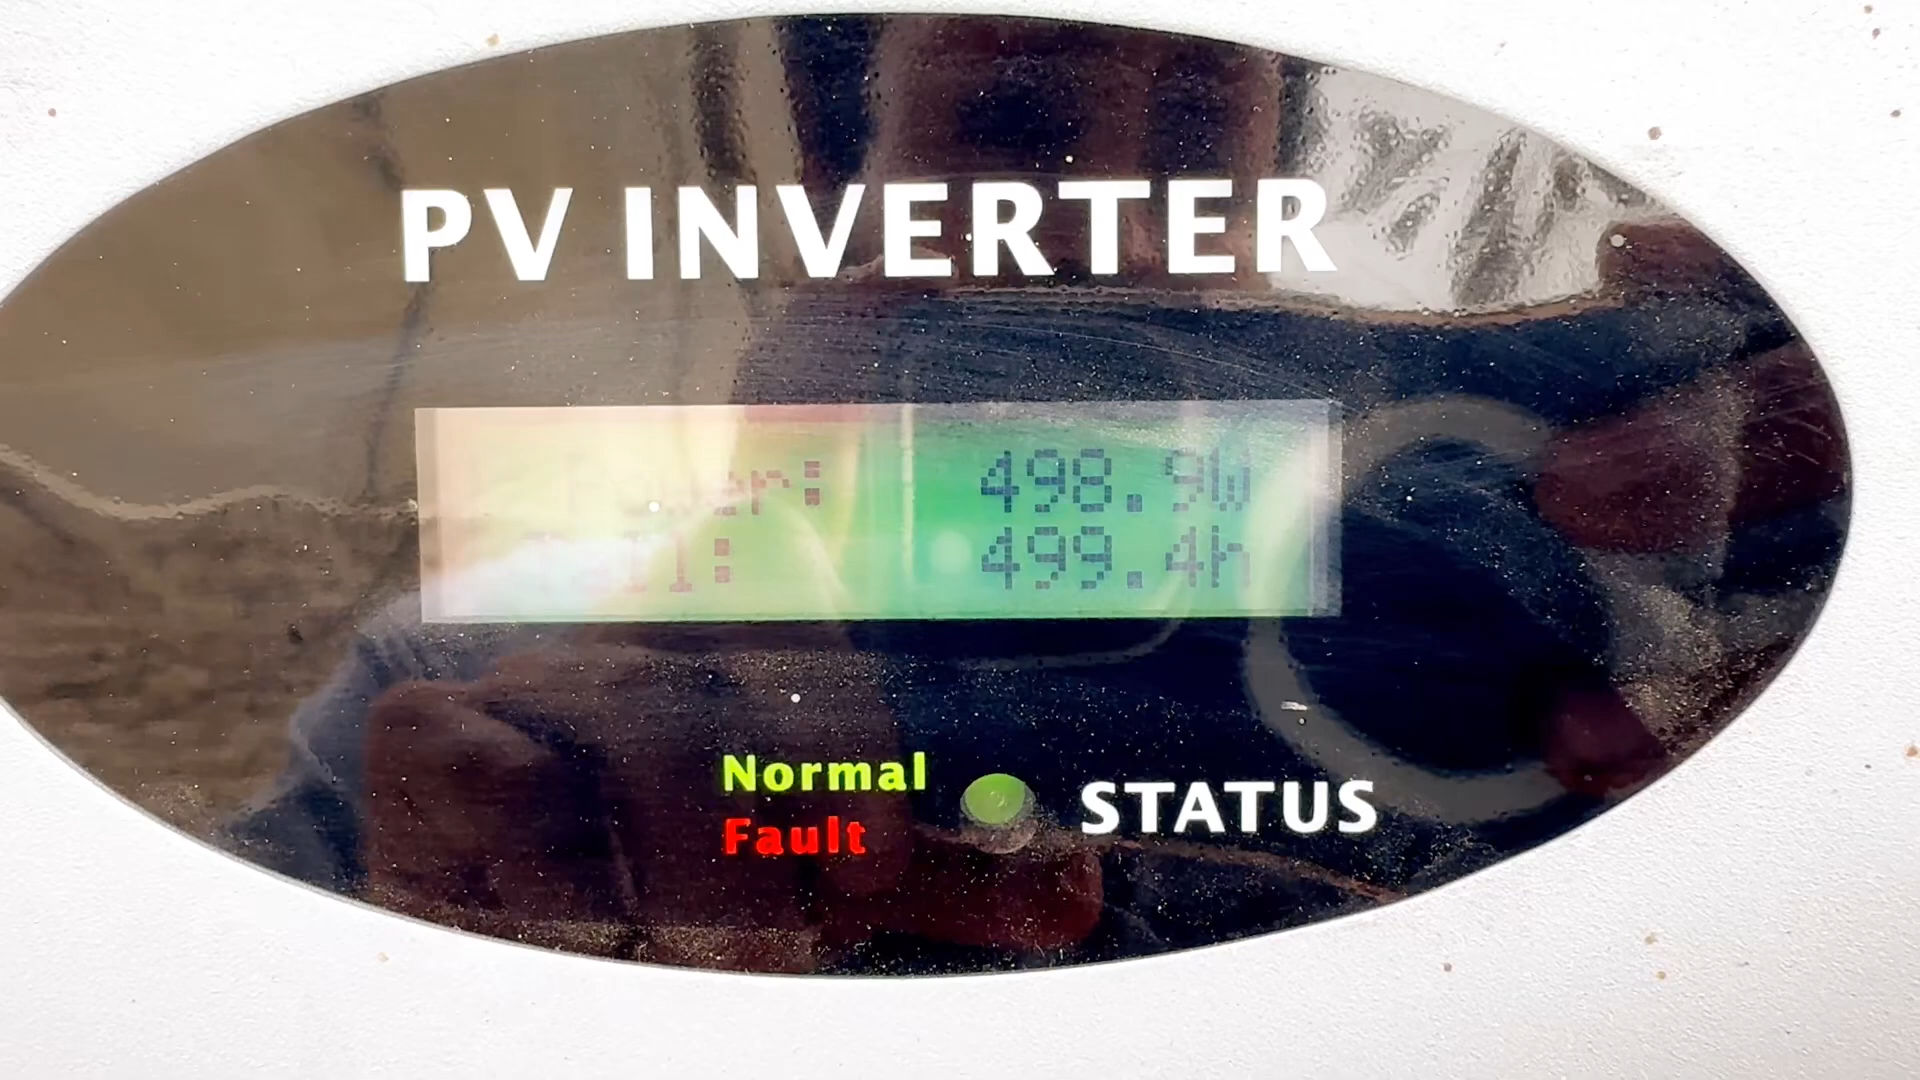 PV INVERTER
498.9W
499.4h
Normal
Fault
STATUS